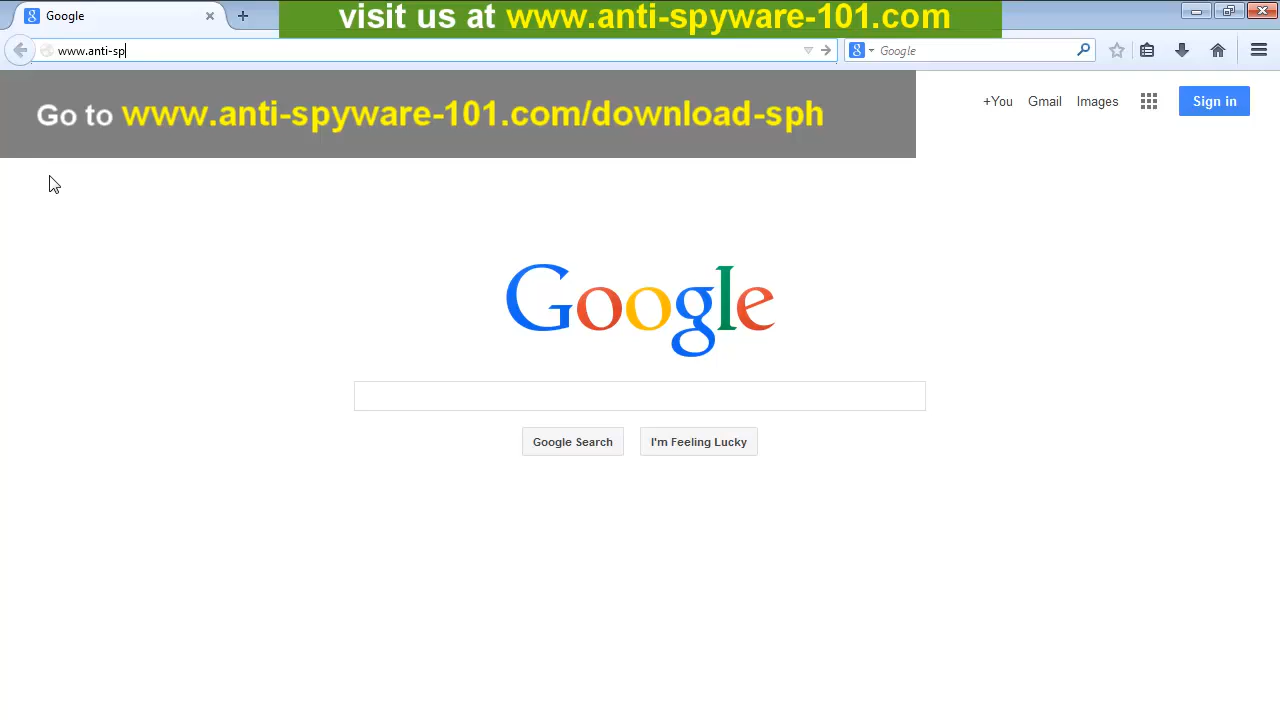 Google
visit us at www.anti-spyware-101.com
www.anti-sp
Google
Go to www.anti-spyware-101.com/download-sph
+You Gmail Images Sign in
Google
Google Search I'm Feeling Lucky